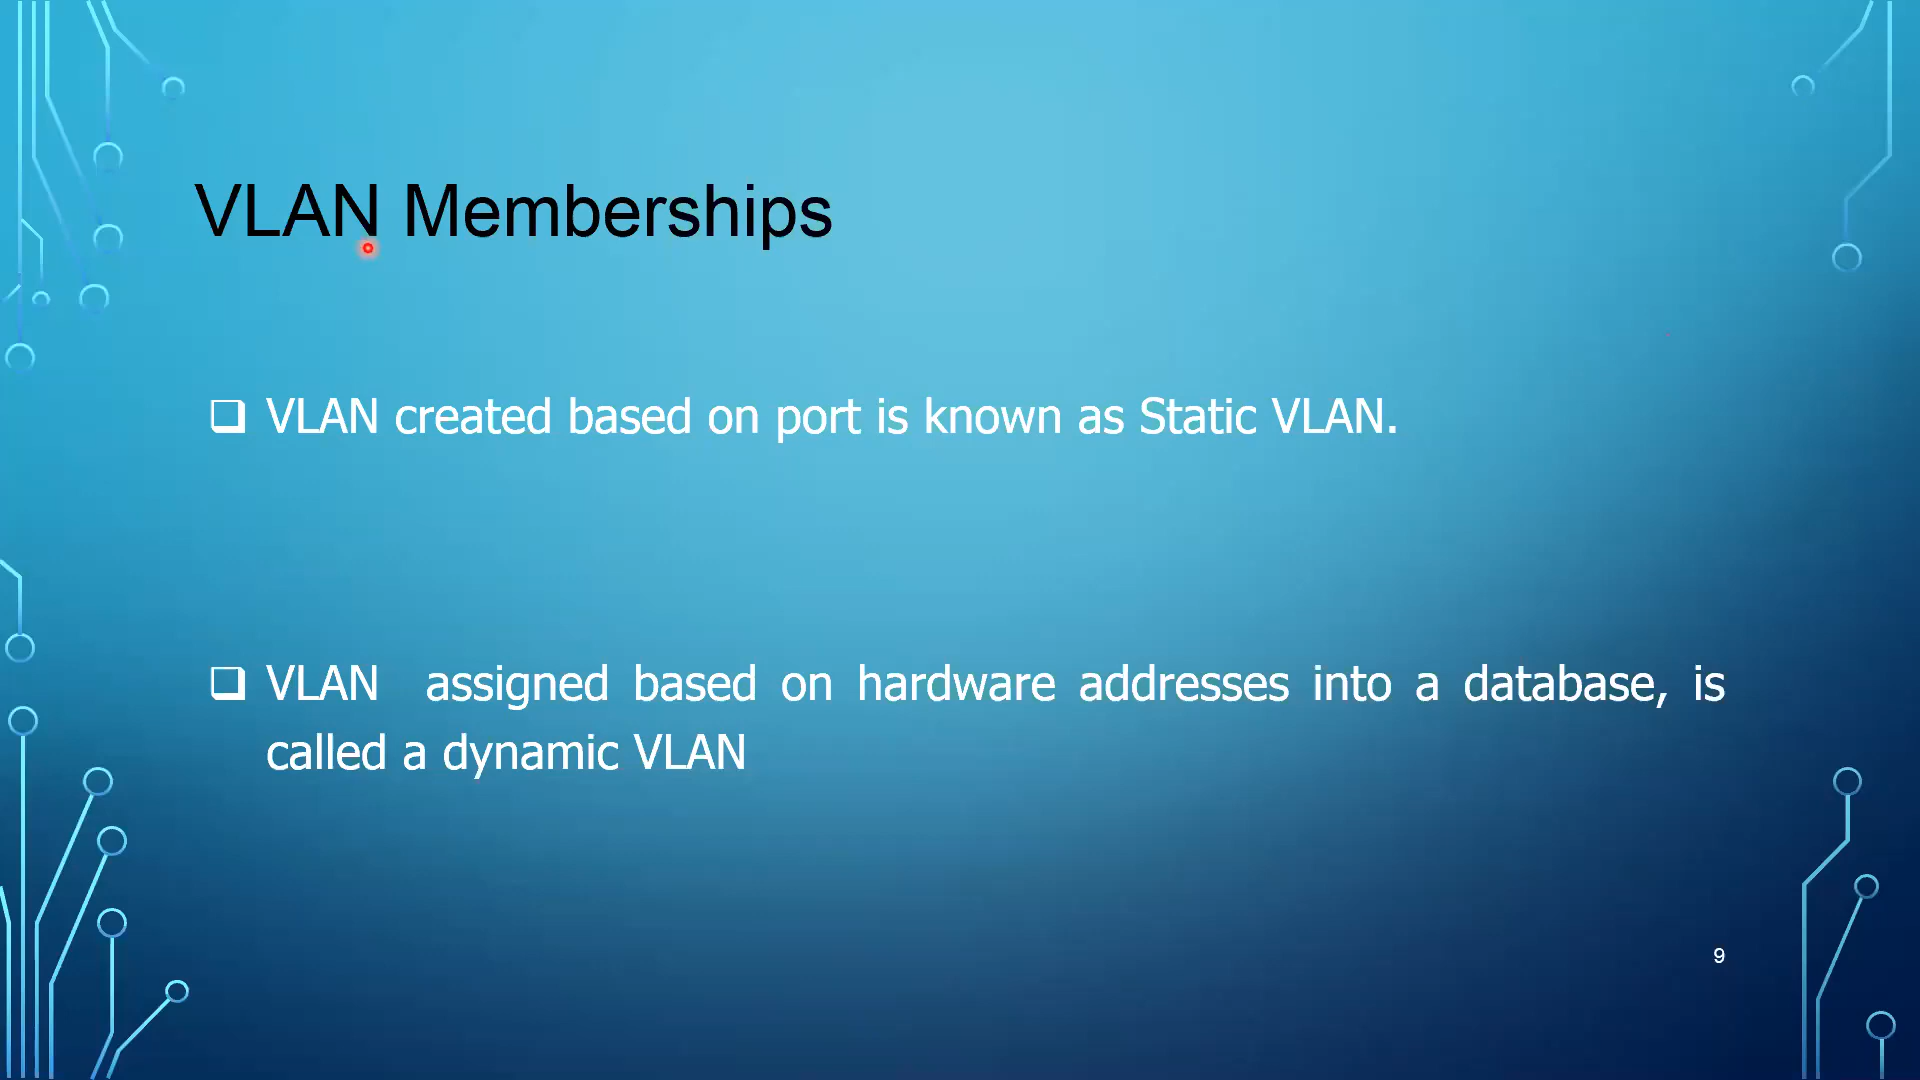 VLAN Memberships
❑ VLAN created based on port is known as Static VLAN.
❑ VLAN assigned based on hardware addresses into a database, is
called a dynamic VLAN
9